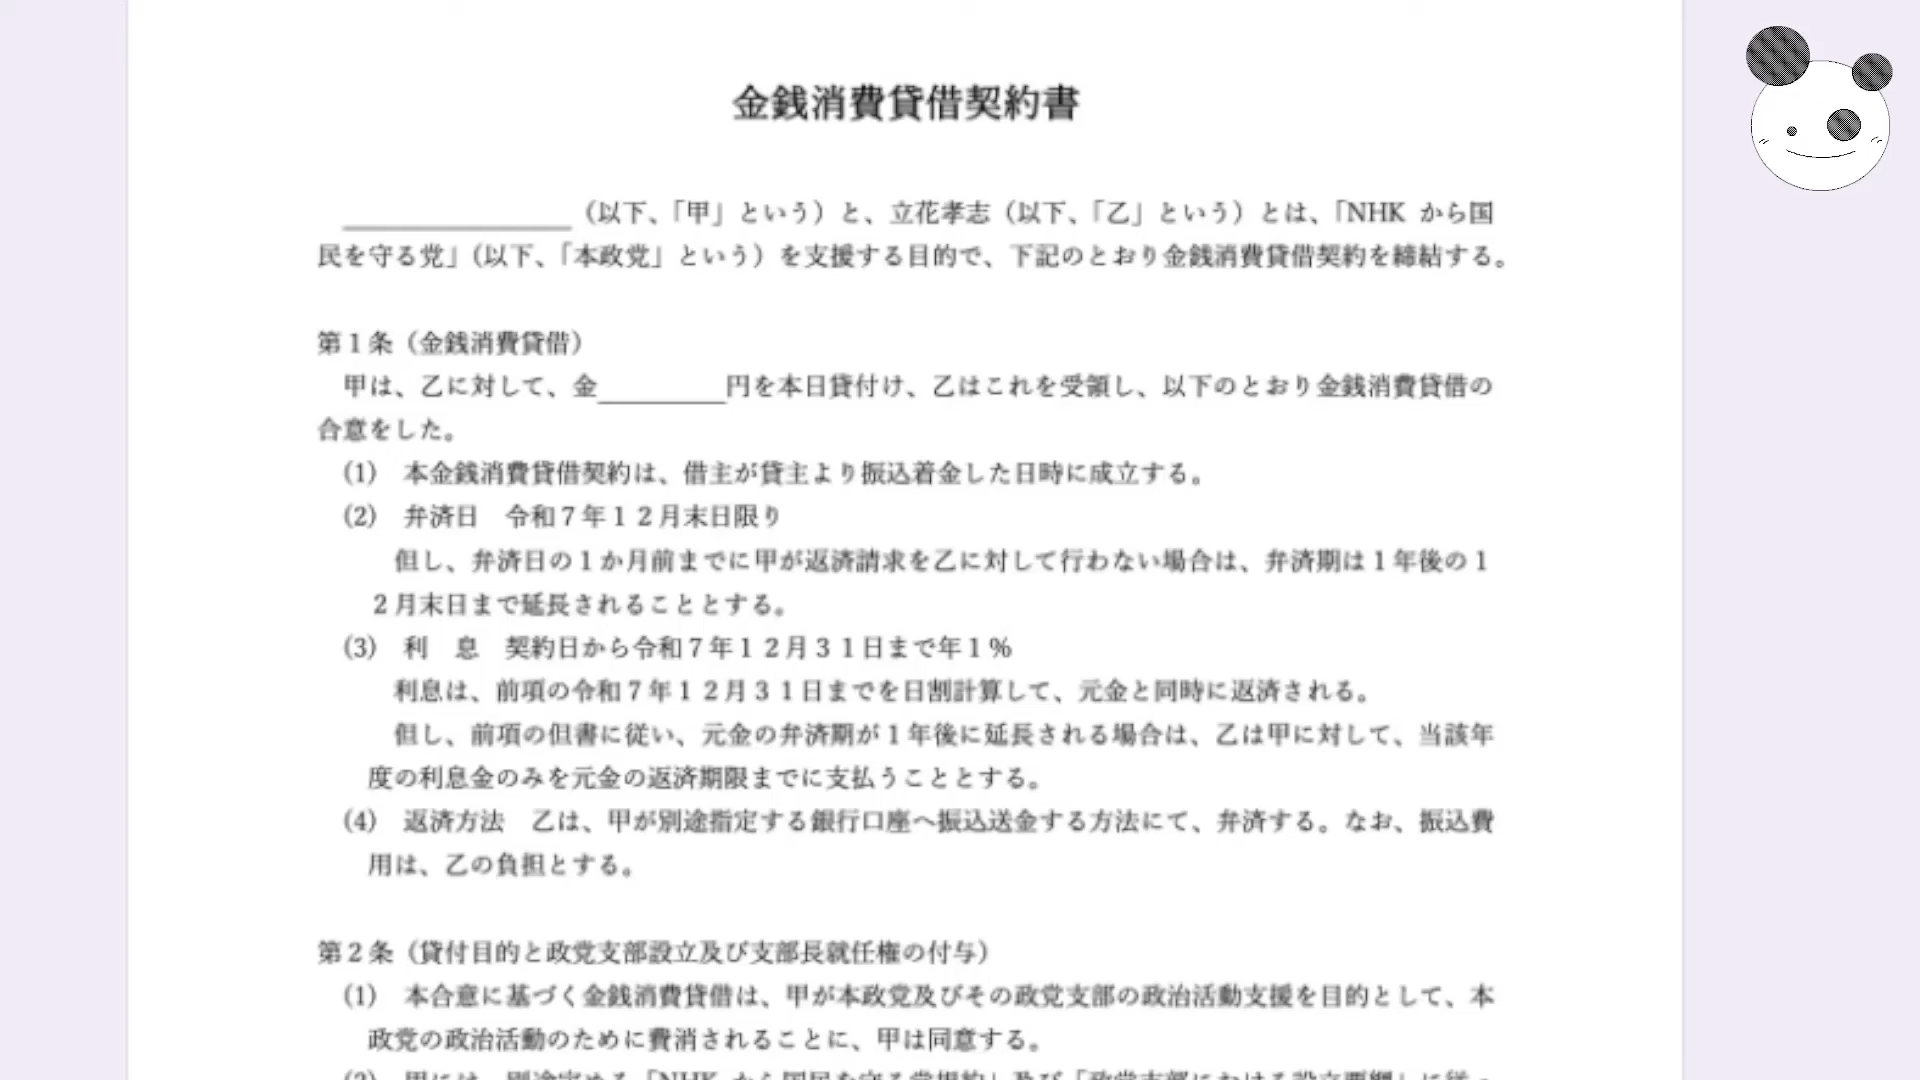 金銭消費貸借契約書
＿＿＿＿＿＿＿＿＿（以下、「甲」という）と、立花孝志（以下、「乙」という）とは、「NHK から国
民を守る党」（以下、「本政党」という）を支援する目的で、下記のとおり金銭消費貸借契約を締結する。
第１条（金銭消費貸借）
甲は、乙に対して、金＿＿＿＿＿円を本日貸付け、乙はこれを受領し、以下のとおり金銭消費貸借の
合意をした。
(1)　本金銭消費貸借契約は、借主が貸主より振込着金した日時に成立する。
(2)　弁済日　令和７年１２月末日限り
但し、弁済日の１か月前までに甲が返済請求を乙に対して行わない場合は、弁済期は１年後の１
２月末日まで延長されることとする。
(3)　利　息　契約日から令和７年１２月３１日まで年１％
利息は、前項の令和７年１２月３１日までを日割計算して、元金と同時に返済される。
但し、前項の但書に従い、元金の弁済期が１年後に延長される場合は、乙は甲に対して、当該年
度の利息金のみを元金の返済期限までに支払うこととする。
(4)　返済方法　乙は、甲が別途指定する銀行口座へ振込送金する方法にて、弁済する。なお、振込費
用は、乙の負担とする。
第２条（貸付目的と政党支部設立及び支部長就任権の付与）
(1)　本合意に基づく金銭消費貸借は、甲が本政党及びその政党支部の政治活動支援を目的として、本
政党の政治活動のために費消されることに、甲は同意する。